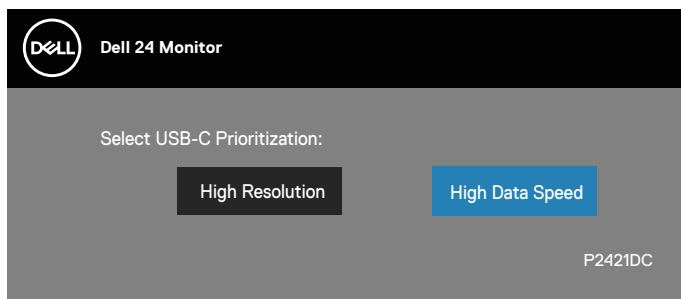 DELL
Dell 24 Monitor
Select USB-C Prioritization:
High Resolution
High Data Speed
P2421DC